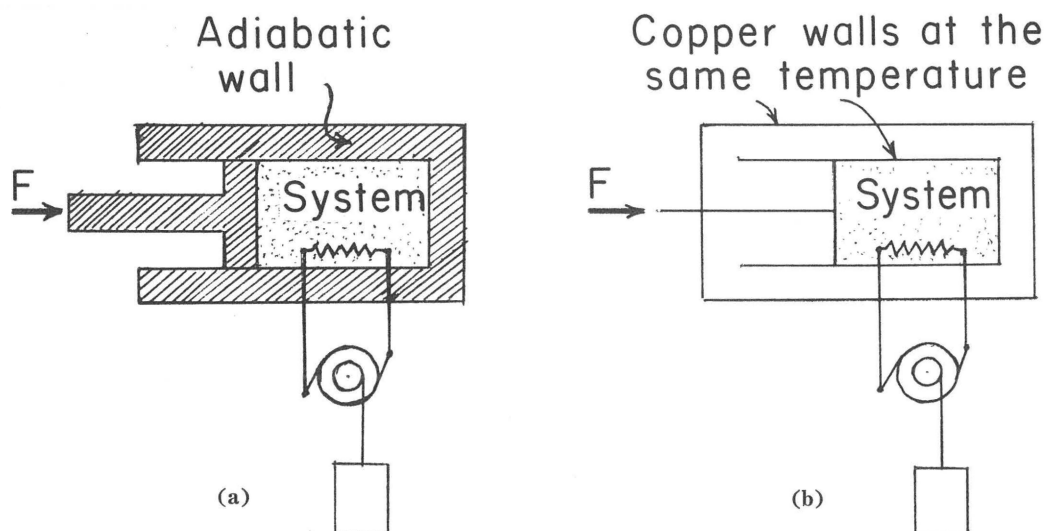 Adiabatic
wall
F
System
(a)
Copper walls at the
same temperature
F
System
(b)